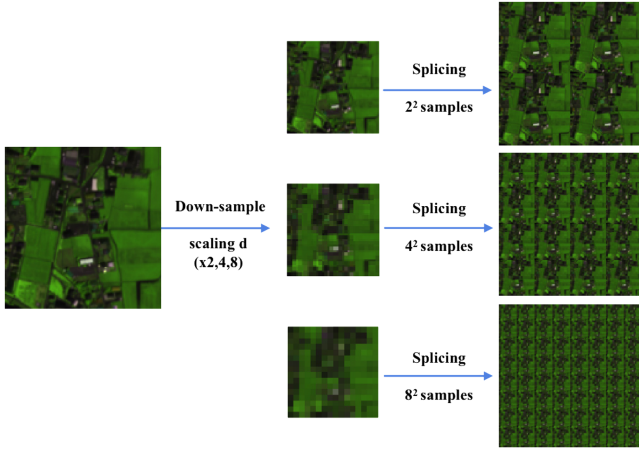 Splicing
2² samples
Down-sample
scaling d
(x2,4,8)
Splicing
4² samples
Splicing
8² samples